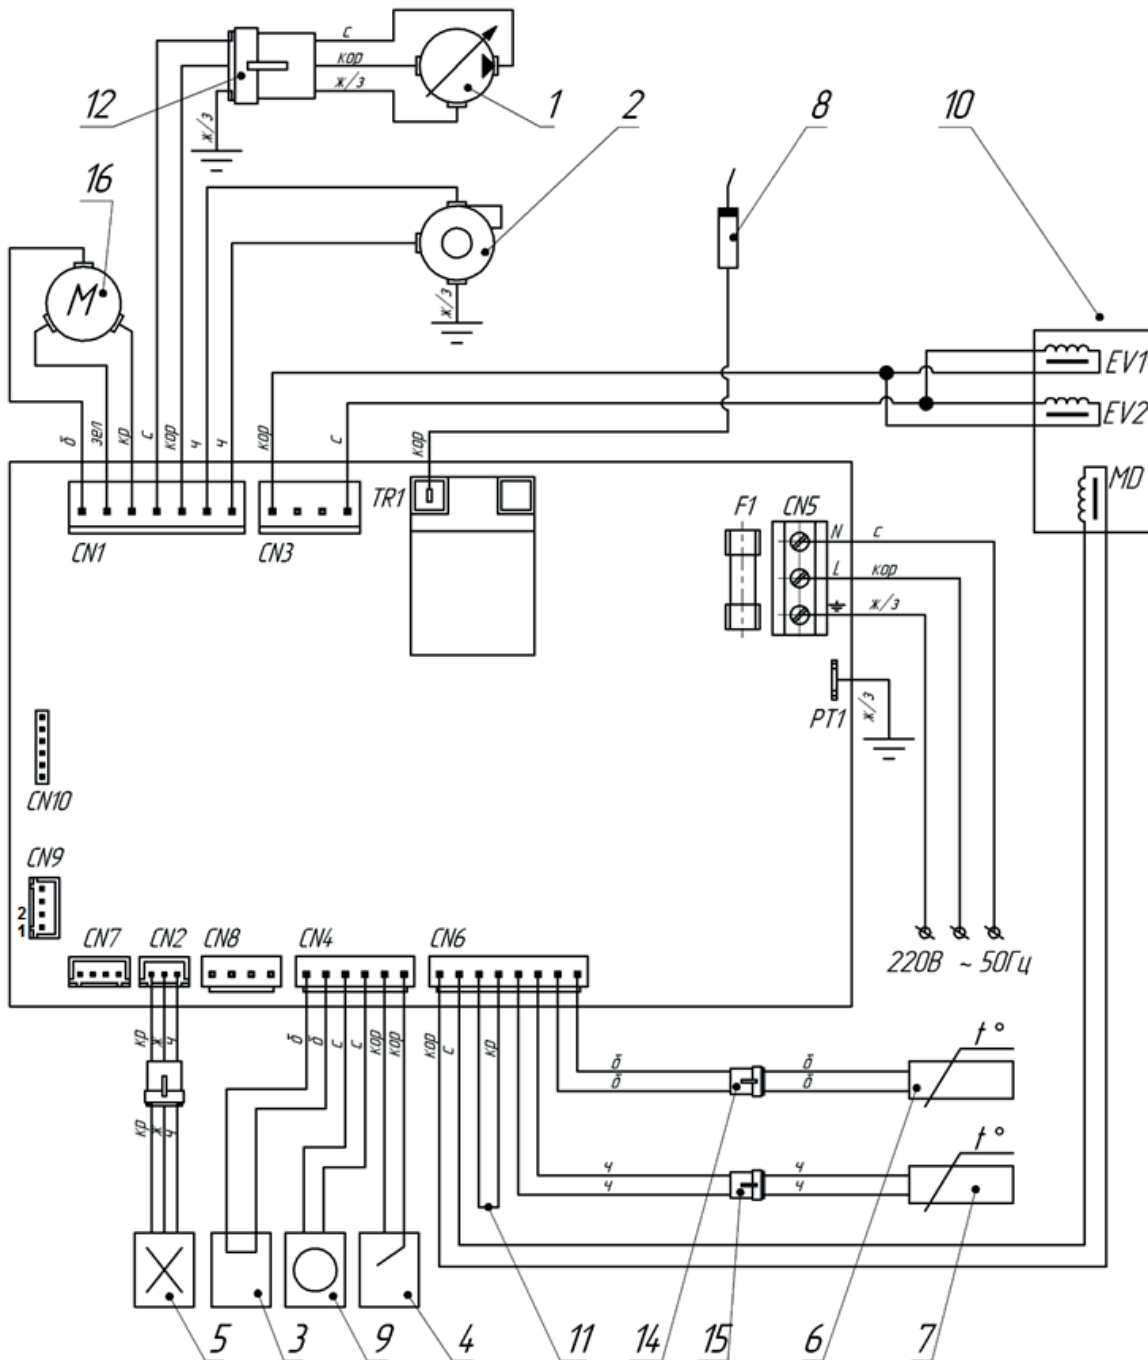 с
кор
ж/з
12
1
2
8
10
ж/з
16
М
ж/з
EV1
EV2
MD
б
зел
кр
с
кор
ч
ч
кор
с
кор
TR1
F1
CN5
CN1
CN3
N
с
L
кор
ж/з
PT1
ж/з
CN10
CN9
2
1
220В ~ 50Гц
CN7
CN2
CN8
CN4
CN6
кр
ж
ч
б
б
с
с
кор
кор
кор
с
кр
б
б
б
б
t°
кр
ж
ч
ч
ч
ч
ч
t°
5
3
9
4
11
14
15
6
7